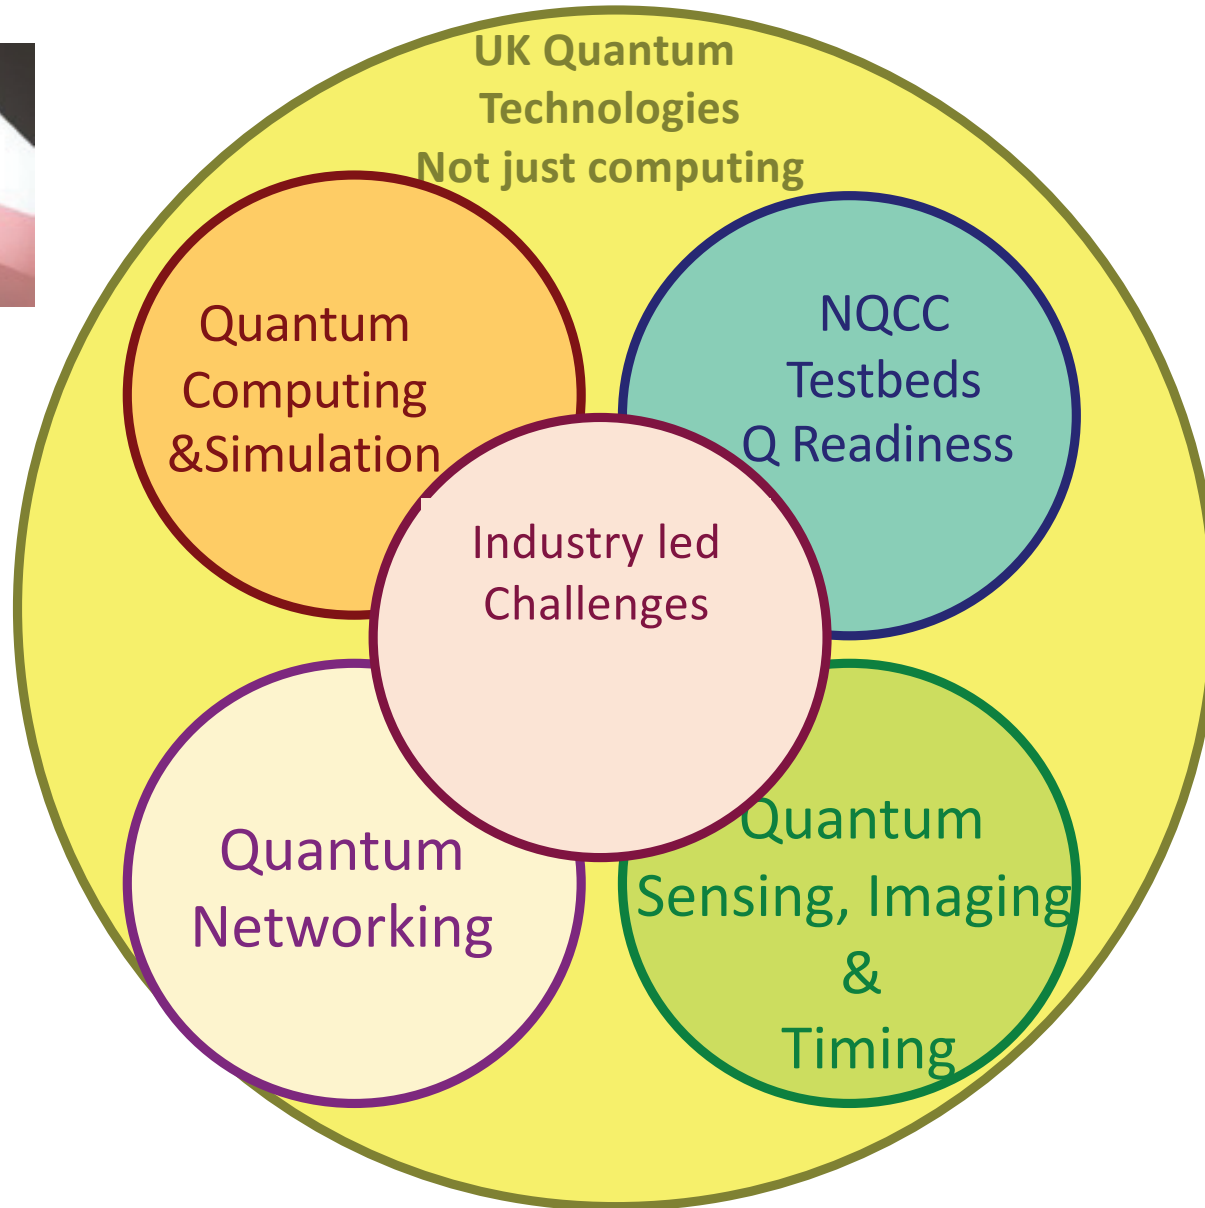 UK Quantum
Technologies
Not just computing
Quantum
Computing
&Simulation
NQCC
Testbeds
Q Readiness
Industry led
Challenges
Quantum
Networking
Quantum
Sensing, Imaging
&
Timing